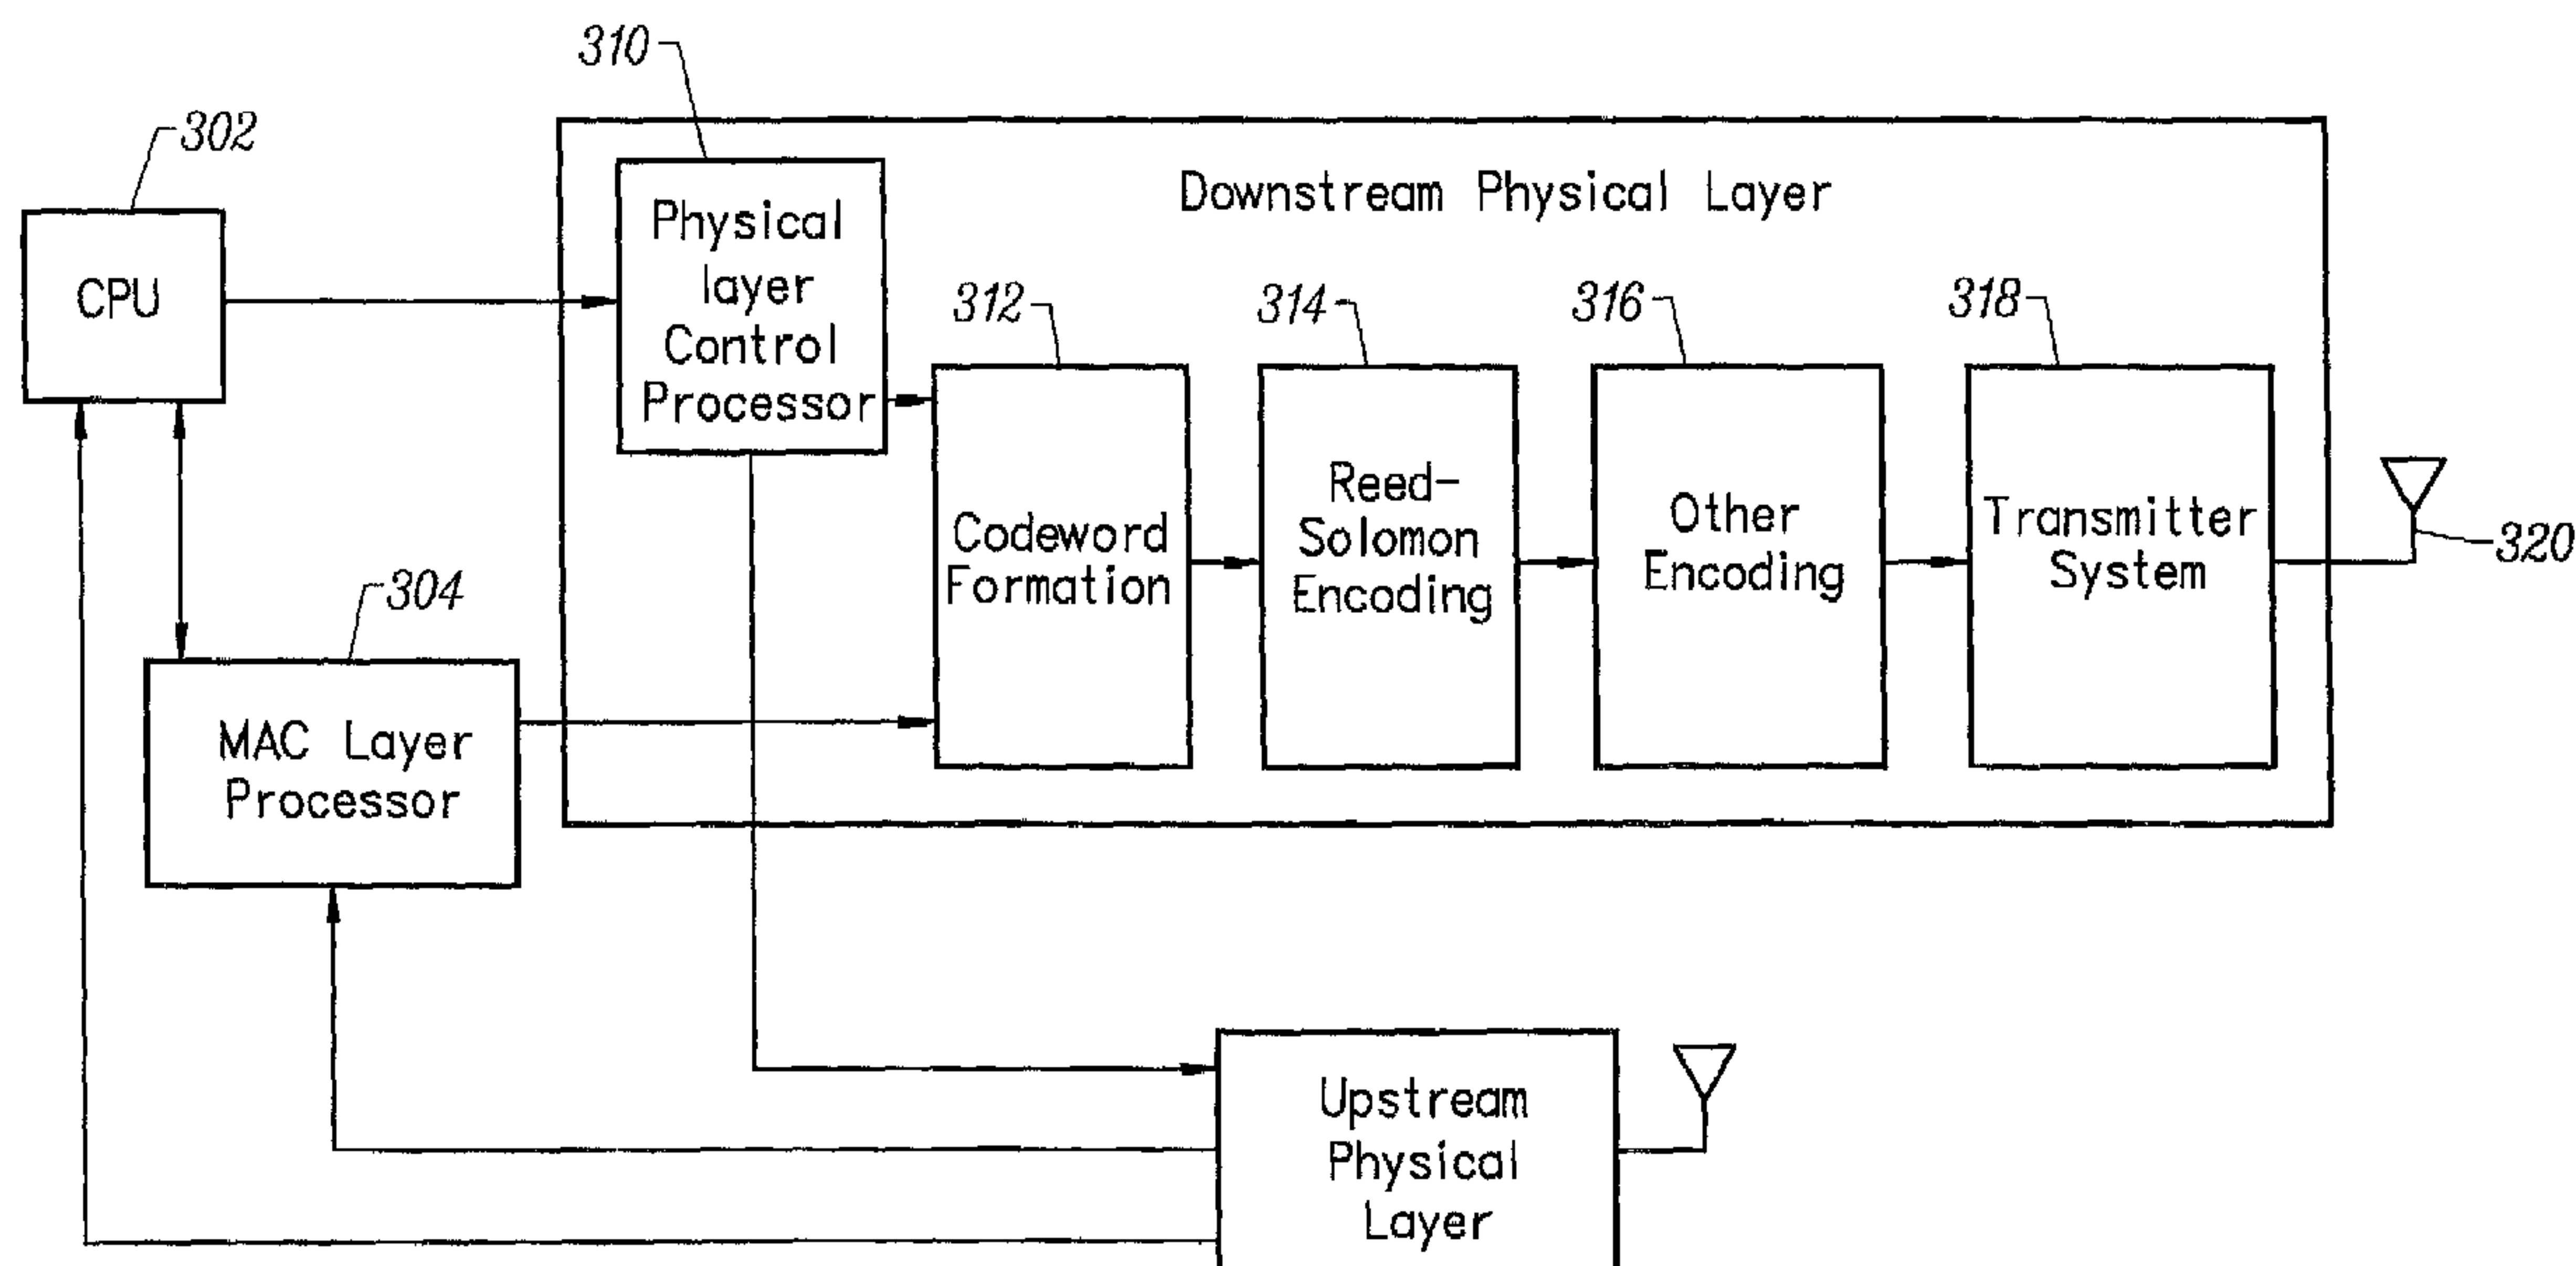 310
302
Downstream Physical Layer
Physical
layer
Control
Processor
CPU
312
314
316
318
Codeword
Formation
Reed-
Solomon
Encoding
Other
Encoding
Transmitter
System
320
304
MAC Layer
Processor
Upstream
Physical
Layer